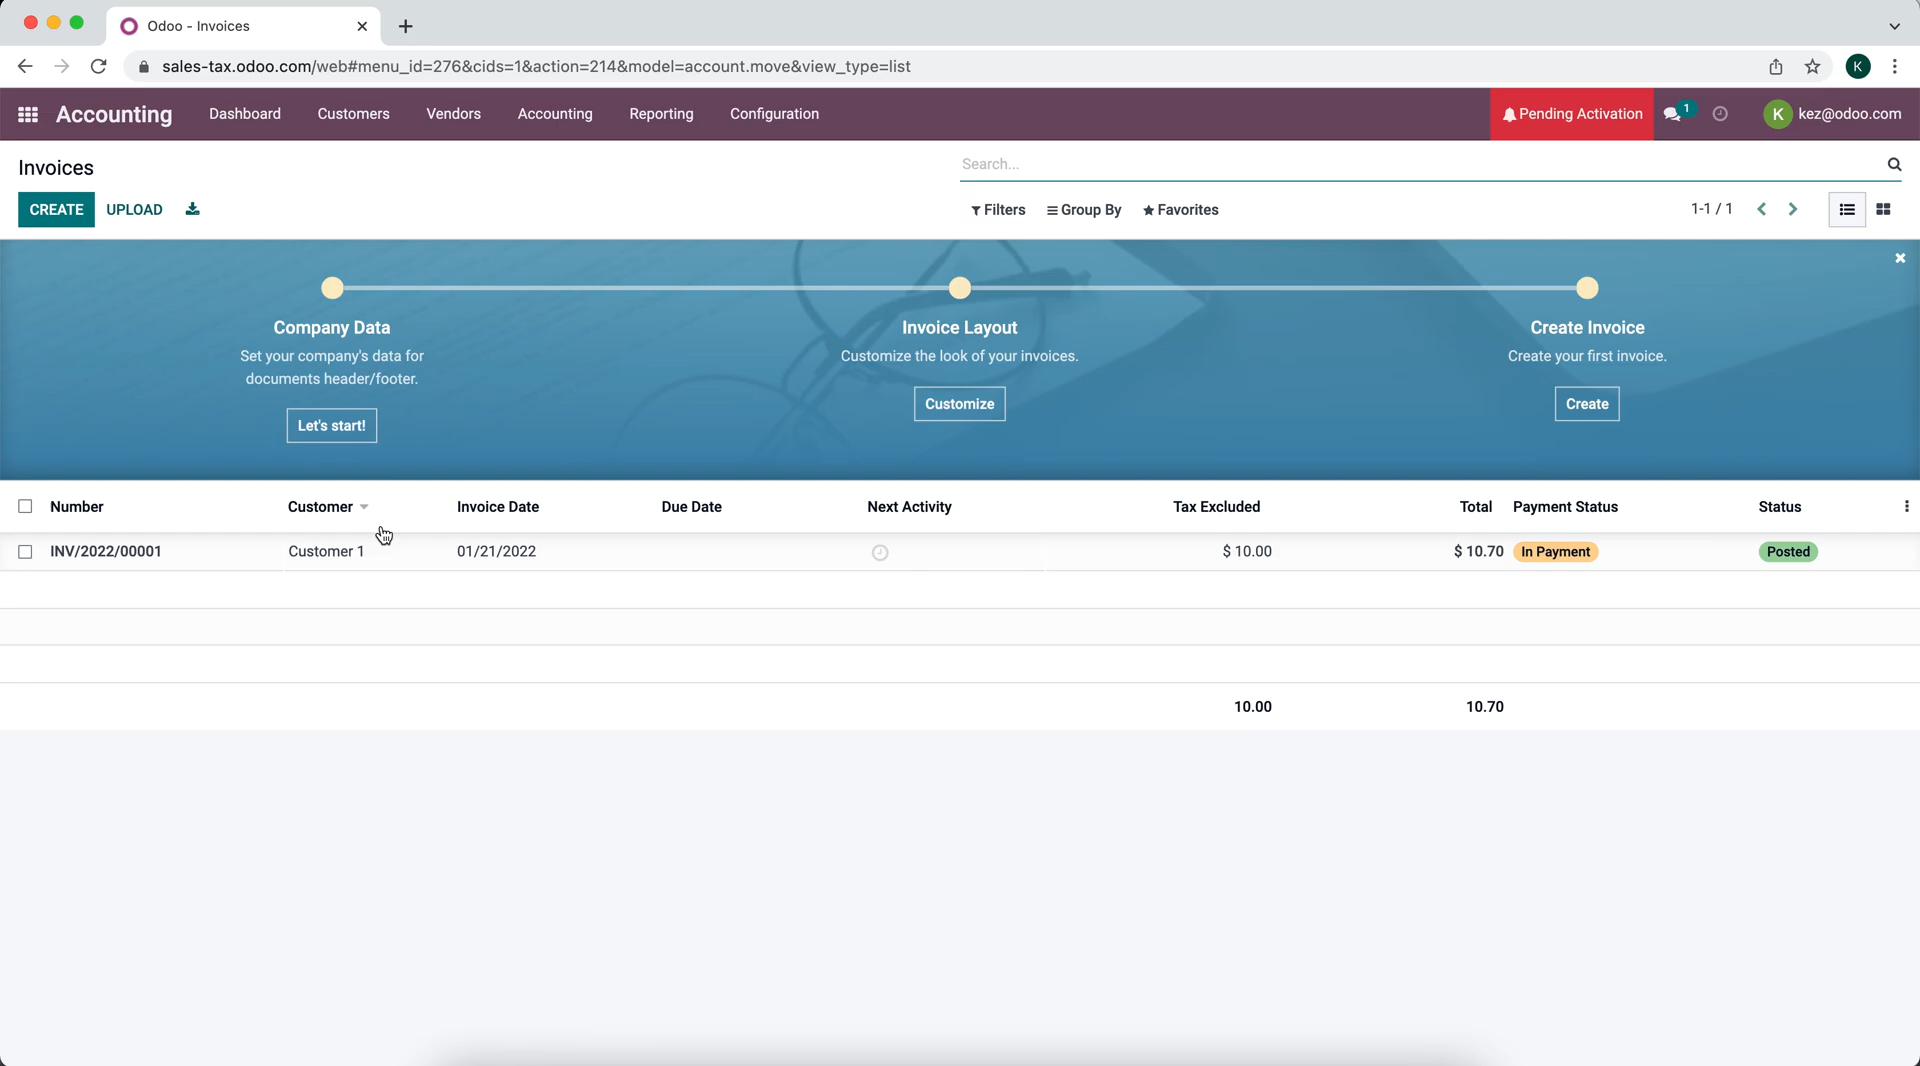 Odoo - Invoices
sales-tax.odoo.com/web#menu_id=276&cids=1&action=214&model=account.move&view_type=list
K
Accounting Dashboard Customers Vendors Accounting Reporting Configuration Pending Activation 1 K kez@odoo.com
Invoices Search...
CREATE UPLOAD Filters Group By Favorites 1-1 / 1
Company Data Invoice Layout Create Invoice
Set your company's data for Customize the look of your invoices. Create your first invoice.
documents header/footer.
Customize Create
Let's start!
Number Customer Invoice Date Due Date Next Activity Tax Excluded Total Payment Status Status
INV/2022/00001 Customer 1 01/21/2022 $ 10.00 $ 10.70 In Payment Posted
10.00 10.70